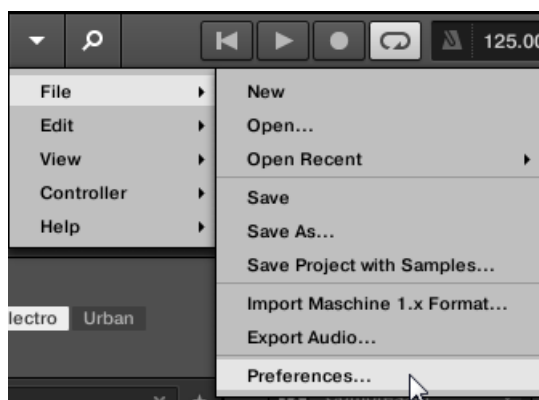 125.00
File
Edit
View
Controller
Help
New
Open...
Open Recent
Save
Save As...
Save Project with Samples...
Import Maschine 1.x Format...
Export Audio...
Preferences...
lectro Urban